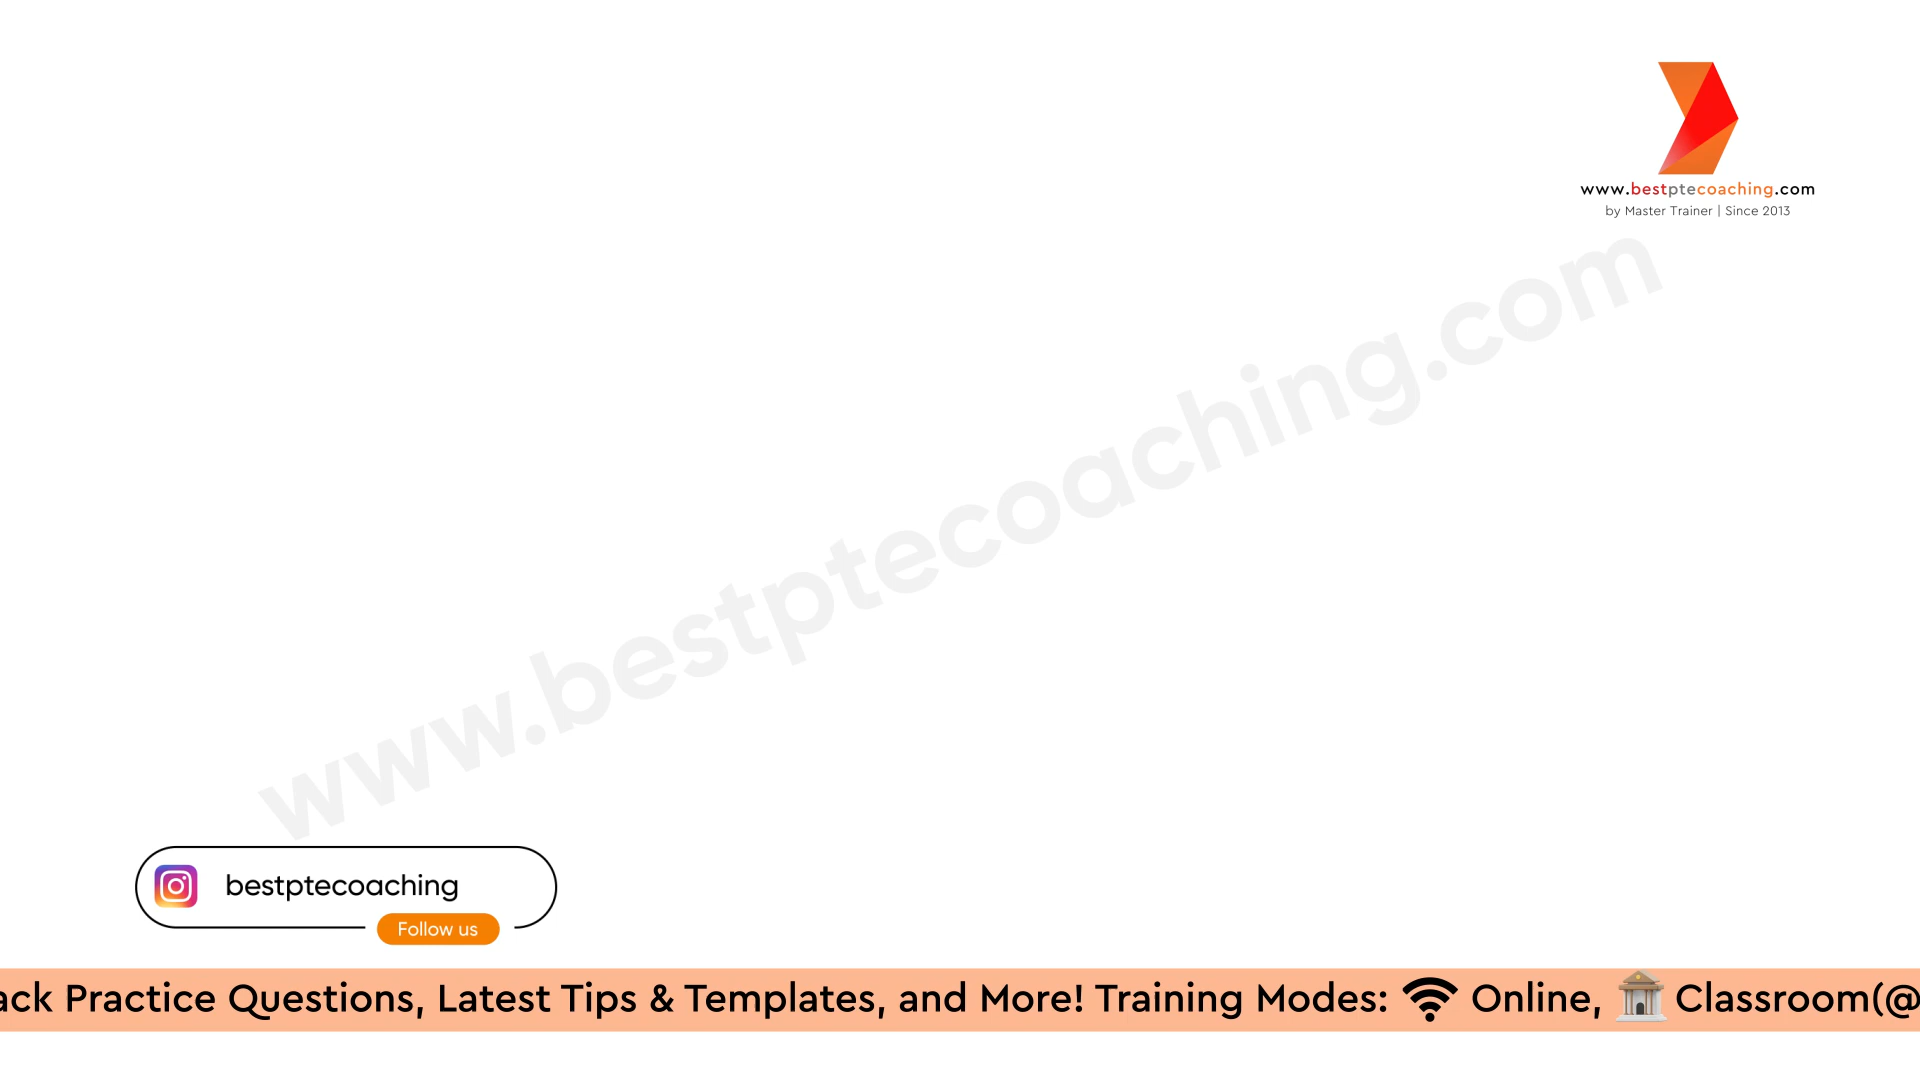 www.bestptecoaching.com
by Master Trainer | Since 2013
www.bestptecoaching.com
bestptecoaching
Follow us
ack Practice Questions, Latest Tips & Templates, and More! Training Modes: Online, Classroom(@